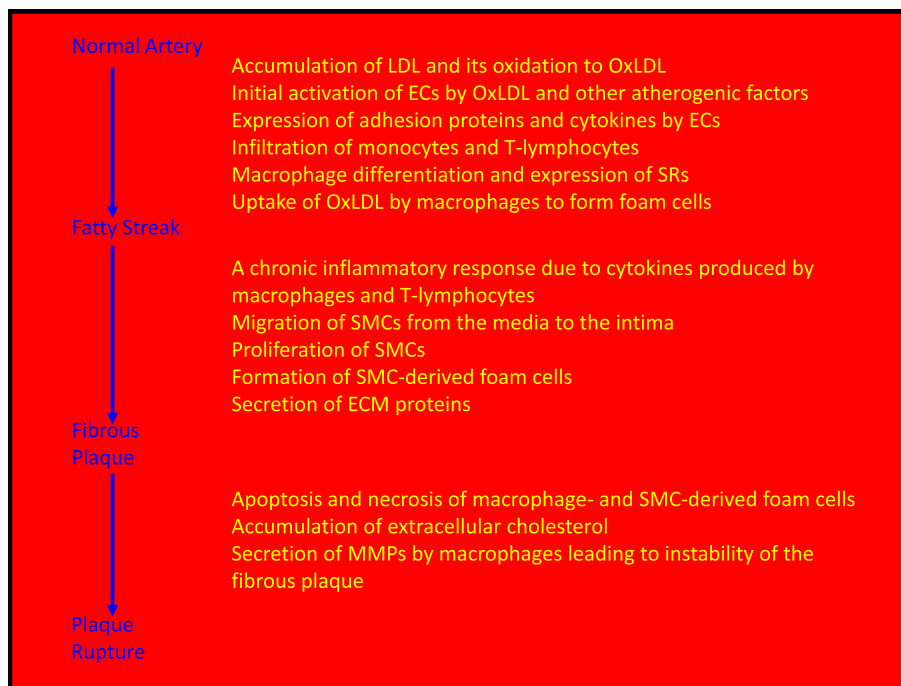 Normal Artery
Accumulation of LDL and its oxidation to OxLDL
Initial activation of ECs by OxLDL and other atherogenic factors
Expression of adhesion proteins and cytokines by ECs
Infiltration of monocytes and T-lymphocytes
Macrophage differentiation and expression of SRs
Uptake of OxLDL by macrophages to form foam cells
Fatty Streak
A chronic inflammatory response due to cytokines produced by
macrophages and T-lymphocytes
Migration of SMCs from the media to the intima
Proliferation of SMCs
Formation of SMC-derived foam cells
Secretion of ECM proteins
Fibrous
Plaque
Apoptosis and necrosis of macrophage- and SMC-derived foam cells
Accumulation of extracellular cholesterol
Secretion of MMPs by macrophages leading to instability of the
fibrous plaque
Plaque
Rupture